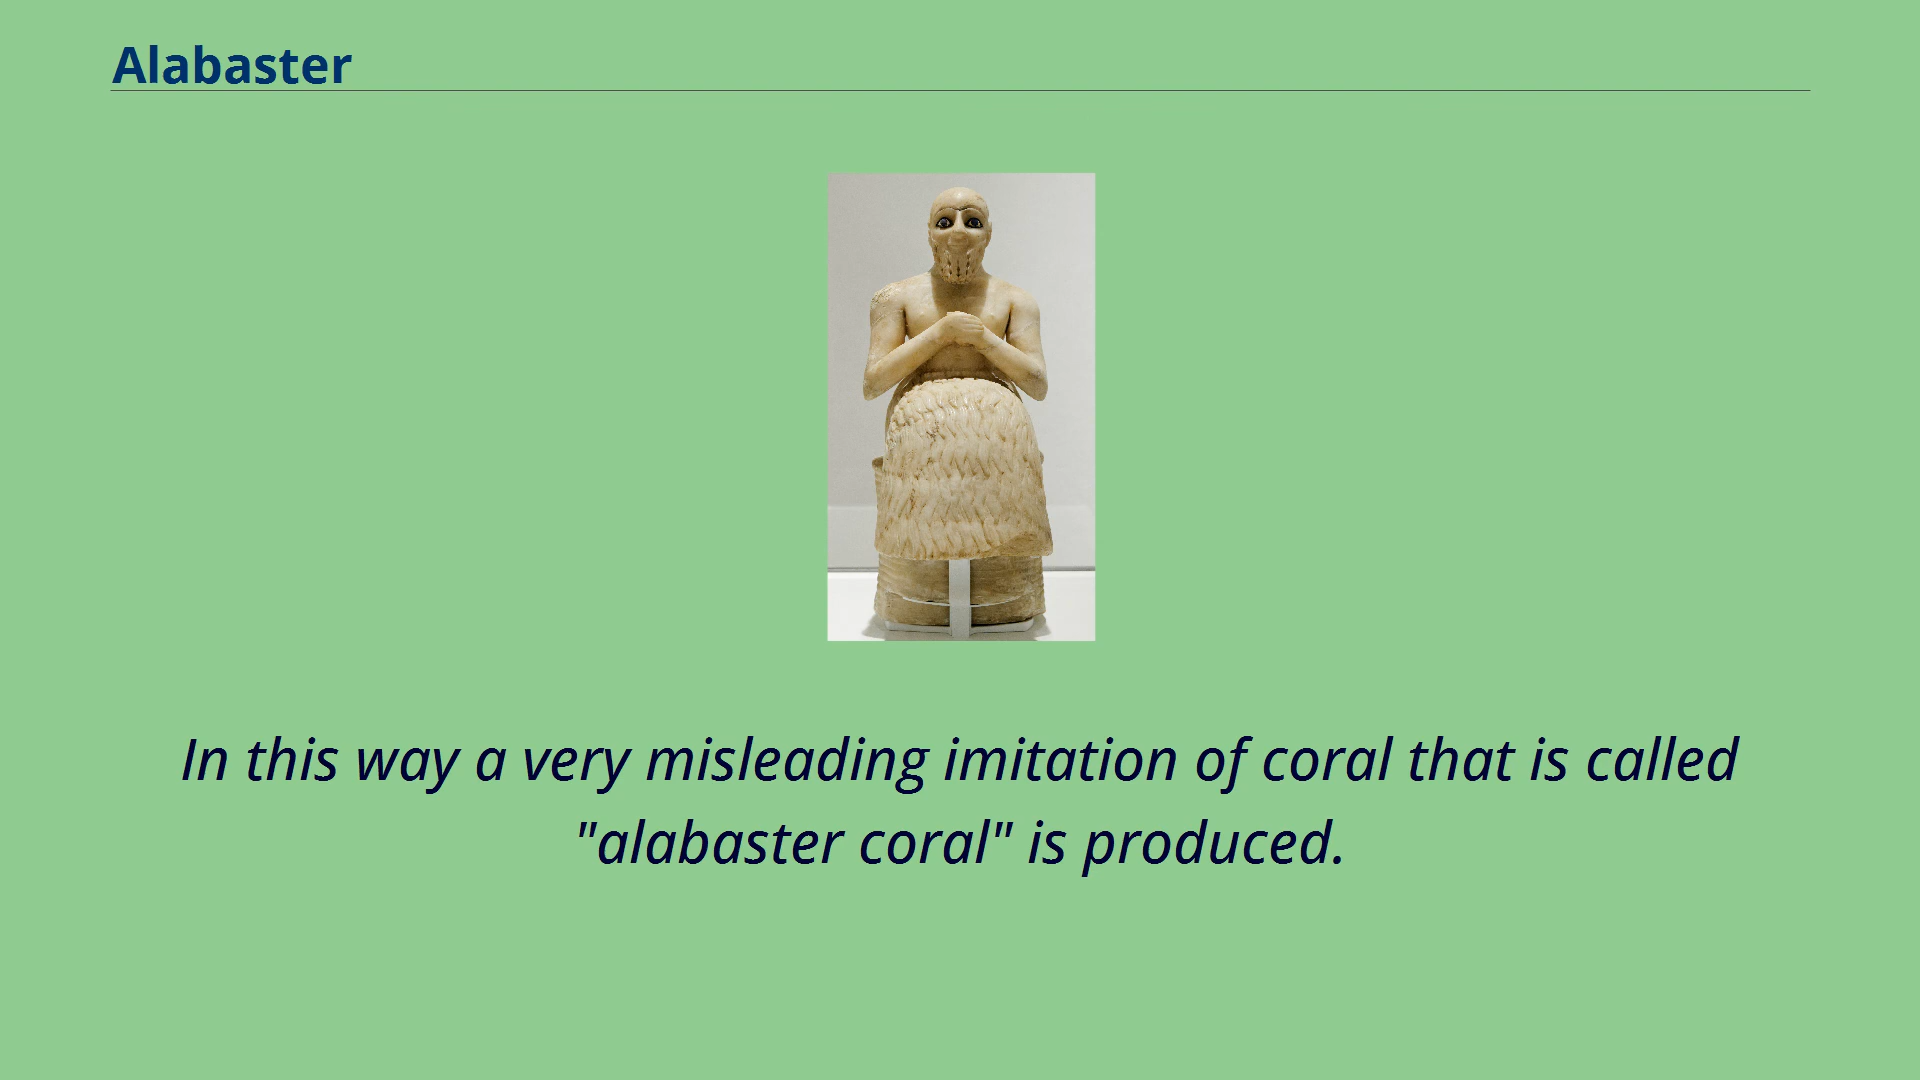 Alabaster
In this way a very misleading imitation of coral that is called
"alabaster coral" is produced.